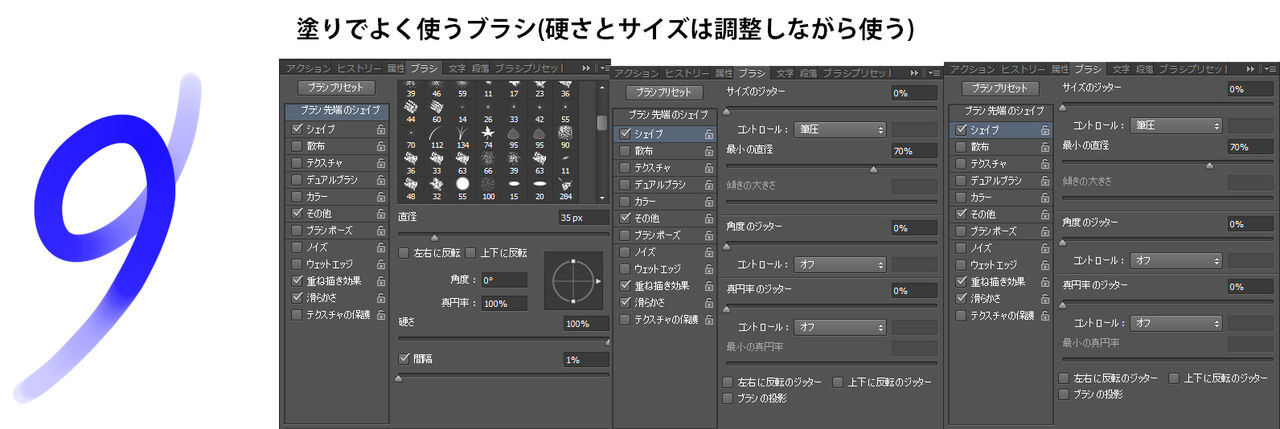 塗りでよく使うブラシ(硬さとサイズは調整しながら使う)
アクション ヒストリー 属性 ブラシ 文字 段落 ブラシプリセット
ブラシプリセット
ブラシ先端のシェイプ
シェイプ
散布
テクスチャ
デュアルブラシ
カラー
その他
ブラシポーズ
ノイズ
ウェットエッジ
重ね描き効果
滑らかさ
テクスチャの保護
39 46 59 11 17 23 36
44 60 14 26 33 42 55
70 112 134 74 95 95 90
36 33 63 66 39 63 11
48 32 55 100 15 20 284
直径 35 px
左右に反転 上下に反転
角度: 0°
真円率: 100%
硬さ 100%
間隔 1%
アクション ヒストリー 属性 ブラシ 文字 段落 ブラシプリセット
ブラシプリセット
ブラシ先端のシェイプ
シェイプ
散布
テクスチャ
デュアルブラシ
カラー
その他
ブラシポーズ
ノイズ
ウェットエッジ
重ね描き効果
滑らかさ
テクスチャの保護
サイズのジッター 0%
コントロール: 筆圧
最小の直径 70%
傾きの大きさ
角度のジッター 0%
コントロール: オフ
真円率のジッター 0%
コントロール: オフ
最小の真円率
左右に反転のジッター 上下に反転のジッター
ブラシの投影
アクション ヒストリー 属性 ブラシ 文字 段落 ブラシプリセット
ブラシプリセット
ブラシ先端のシェイプ
シェイプ
散布
テクスチャ
デュアルブラシ
カラー
その他
ブラシポーズ
ノイズ
ウェットエッジ
重ね描き効果
滑らかさ
テクスチャの保護
サイズのジッター 0%
コントロール: 筆圧
最小の直径 70%
傾きの大きさ
角度のジッター 0%
コントロール: オフ
真円率のジッター 0%
コントロール: オフ
最小の真円率
左右に反転のジッター 上下に反転のジッター
ブラシの投影